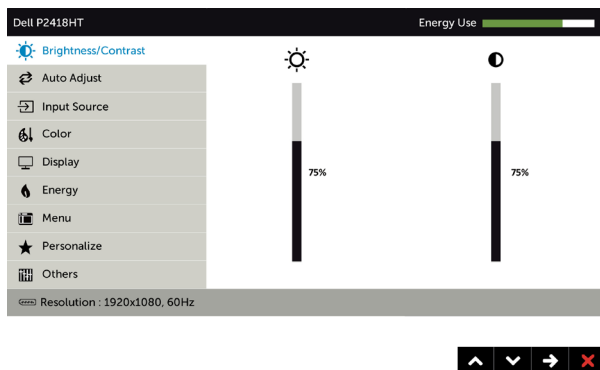 Dell P2418HT
Energy Use
Brightness/Contrast
Auto Adjust
Input Source
Color
Display
Energy
Menu
Personalize
Others
75%
75%
Resolution : 1920x1080, 60Hz